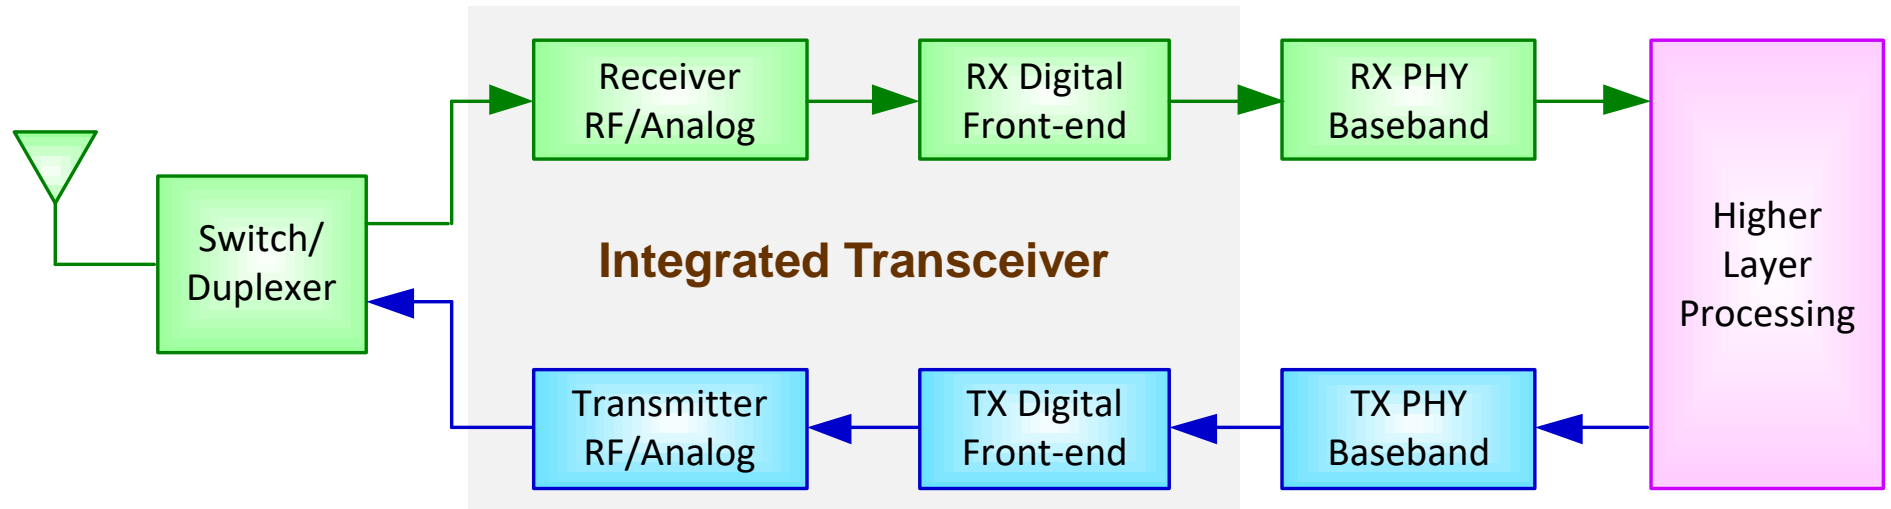 Receiver
RF/Analog
RX Digital
Front-end
RX PHY
Baseband
Switch/
Duplexer
Integrated Transceiver
Higher
Layer
Processing
Transmitter
RF/Analog
TX Digital
Front-end
TX PHY
Baseband